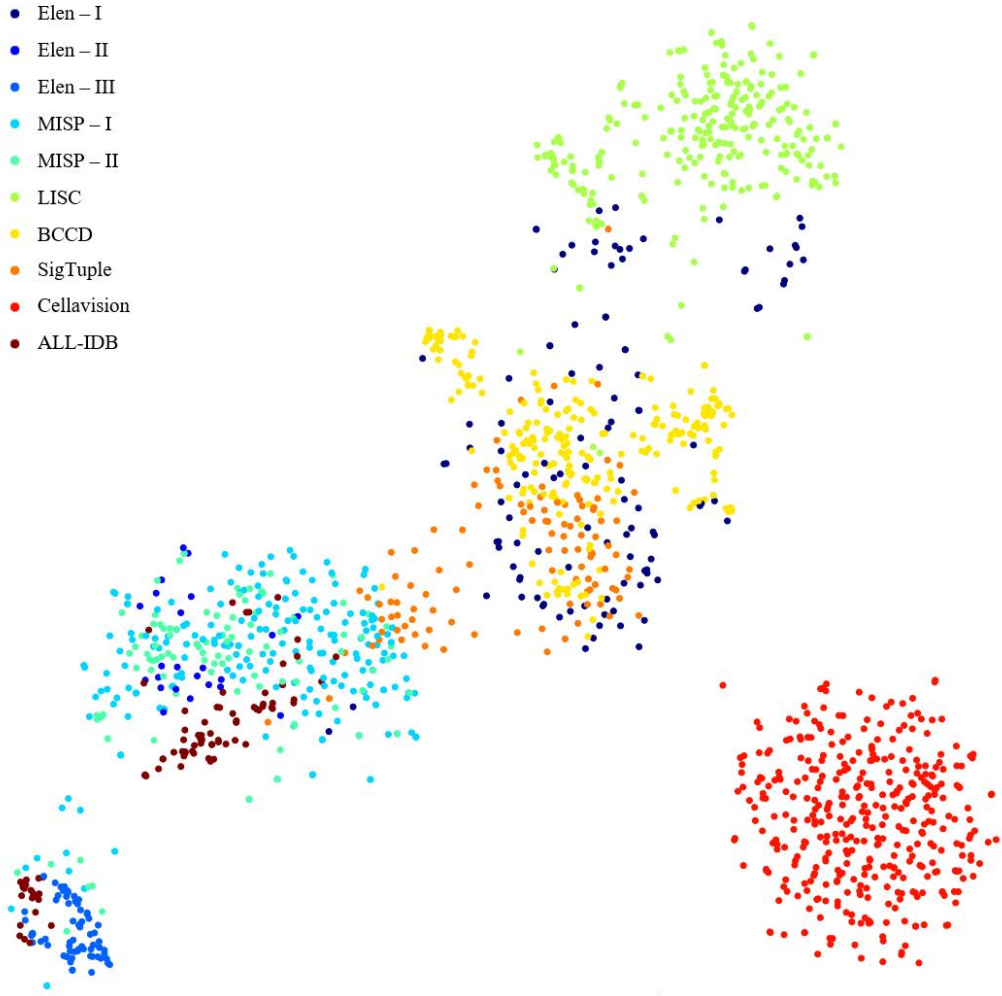 Elen – I
Elen – II
Elen – III
MISP – I
MISP – II
LISC
BCCD
SigTuple
Cellavision
ALL-IDB